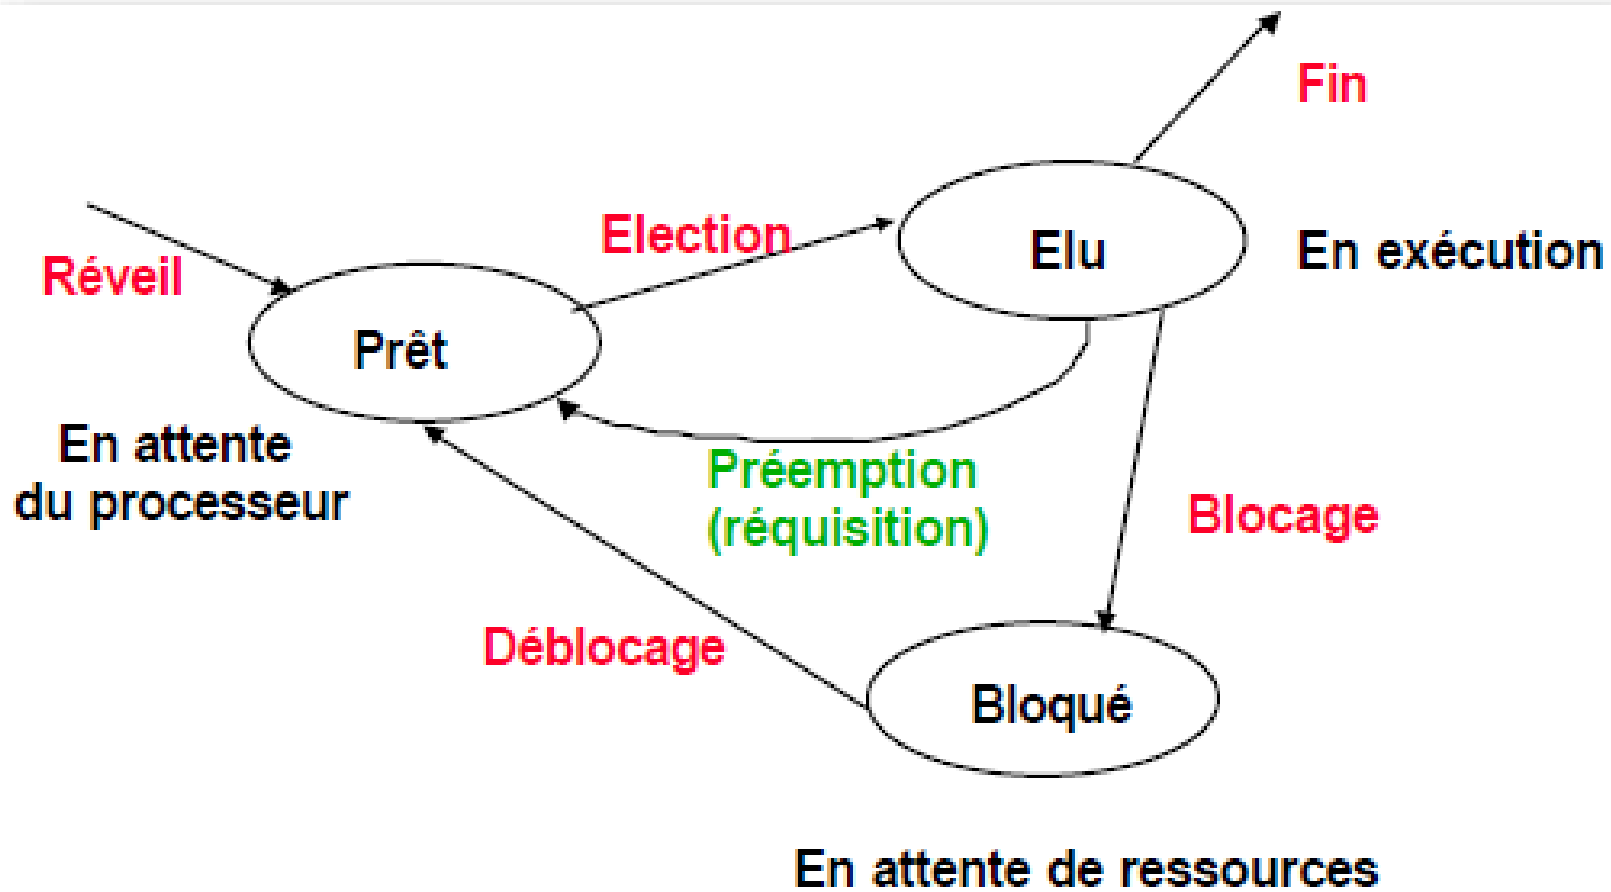 Fin
Réveil
Election
Elu
En exécution
Prêt
En attente
du processeur
Préemption
(réquisition)
Blocage
Déblocage
Bloqué
En attente de ressources